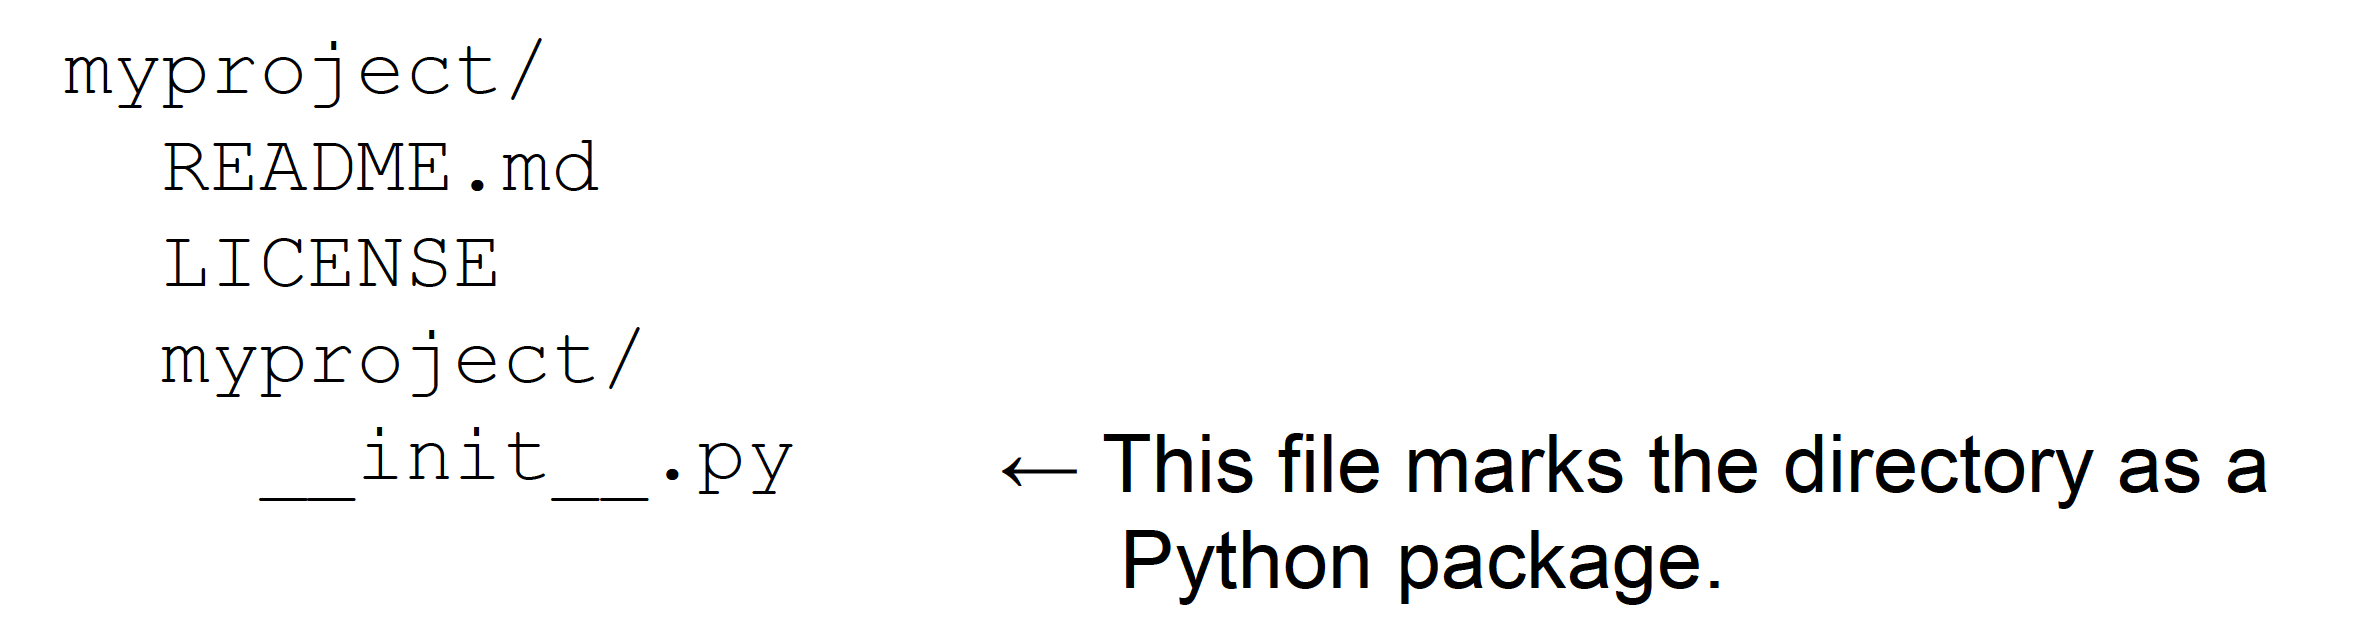 myproject/
README.md
LICENSE
myproject/
__init__.py ← This file marks the directory as a
Python package.